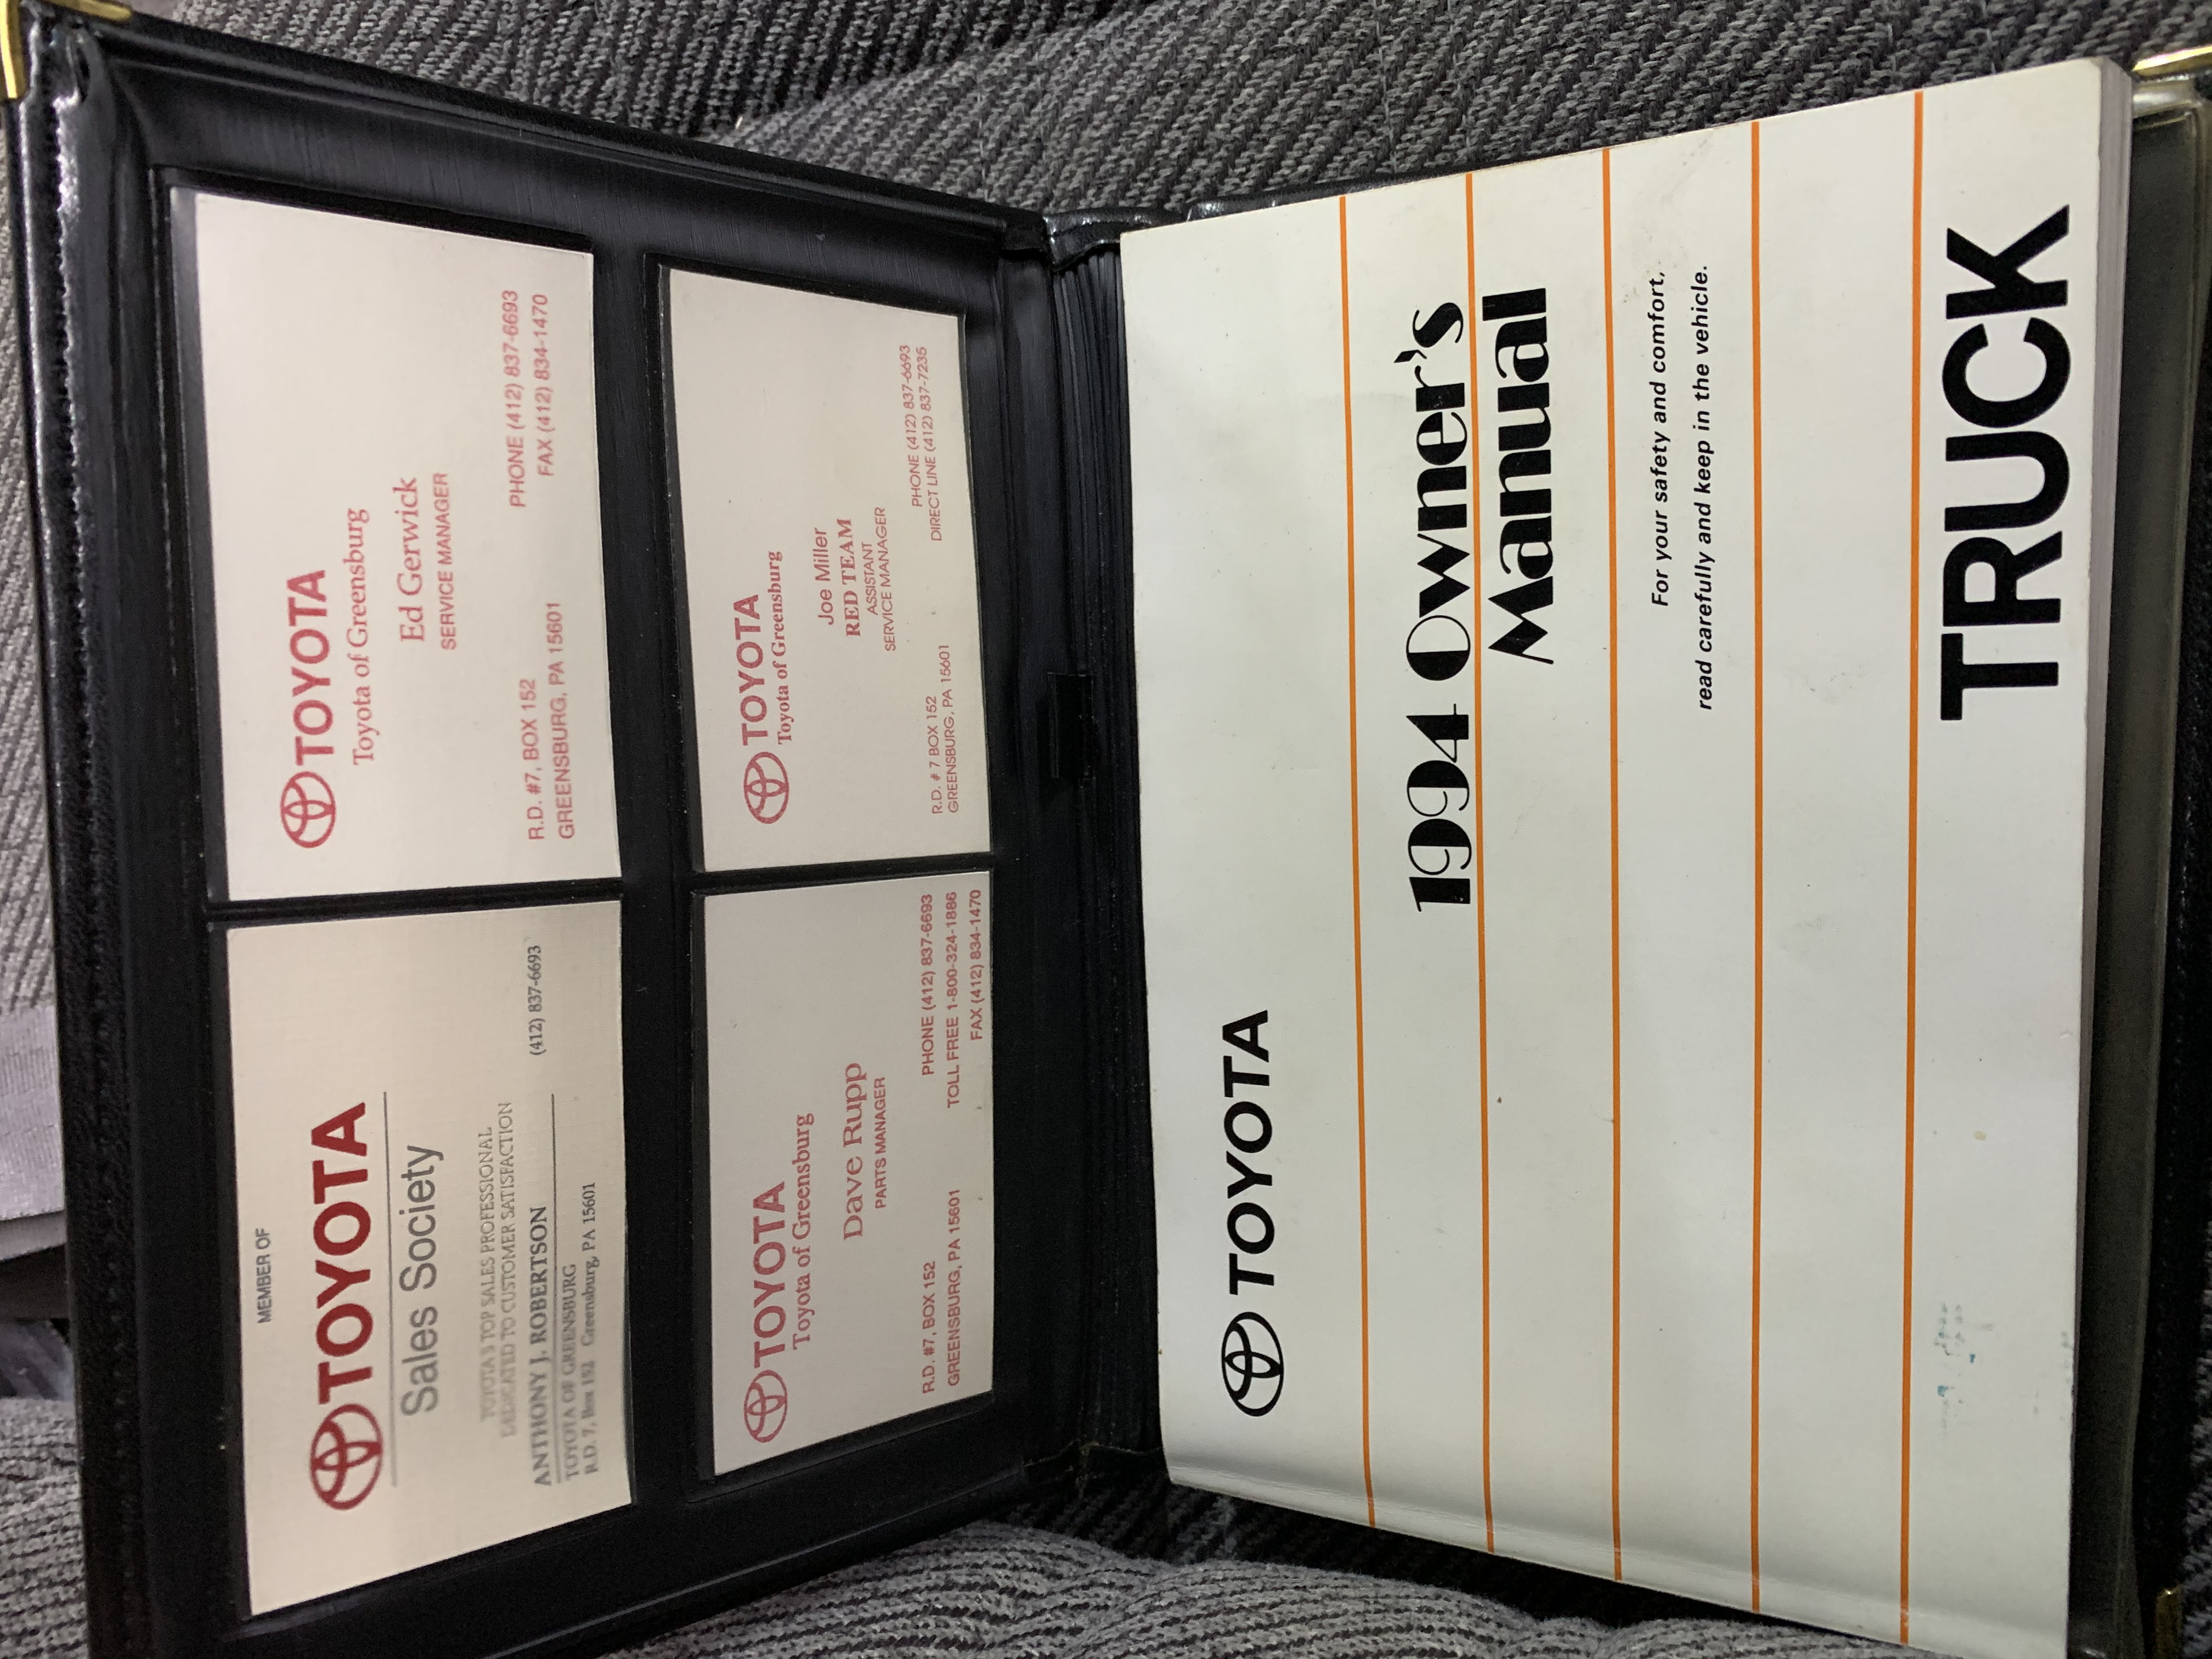 MEMBER OF
TOYOTA
Sales Society
TOYOTA'S TOP SALES PROFESSIONAL
DEDICATED TO CUSTOMER SATISFACTION
ANTHONY J. ROBERTSON (412) 837-6693
TOYOTA OF GREENSBURG
R.D. 7, Box 152 Greensburg, PA 15601
TOYOTA
Toyota of Greensburg
Ed Gerwick
SERVICE MANAGER
R.D. #7, BOX 152 PHONE (412) 837-6693
GREENSBURG, PA 15601 FAX (412) 834-1470
TOYOTA
Toyota of Greensburg
Dave Rupp
PARTS MANAGER
PHONE (412) 837-6693
R.D. #7, BOX 152 TOLL FREE 1-800-324-1886
GREENSBURG, PA 15601 FAX (412) 834-1470
TOYOTA
Toyota of Greensburg
Joe Miller
RED TEAM
ASSISTANT
SERVICE MANAGER
R.D. # 7 BOX 152 PHONE (412) 837-6693
GREENSBURG, PA 15601 DIRECT LINE (412) 837-7235
TOYOTA
1994 Owner's
Manual
For your safety and comfort,
read carefully and keep in the vehicle.
TRUCK